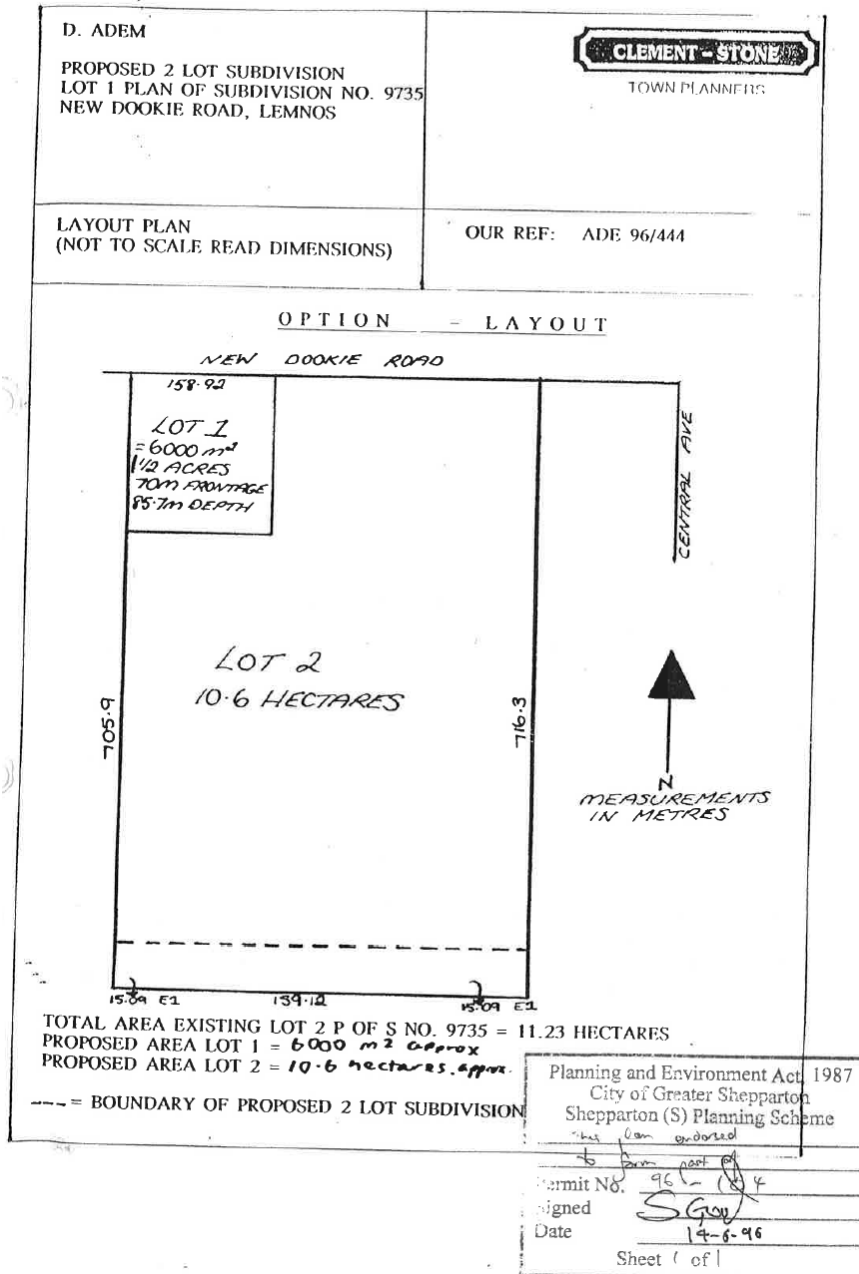 D. ADEM
PROPOSED 2 LOT SUBDIVISION
LOT 1 PLAN OF SUBDIVISION NO. 9735
NEW DOOKIE ROAD, LEMNOS
CLEMENT-STONE
TOWN PLANNERS
LAYOUT PLAN
(NOT TO SCALE READ DIMENSIONS)
OUR REF: ADE 96/444
OPTION - LAYOUT
NEW DOOKIE ROAD
158.92
LOT 1
=6000 m²
1½ ACRES
70m FRONTAGE
85.7m DEPTH
CENTRAL AVE
LOT 2
10.6 HECTARES
705.9
716.3
N
MEASUREMENTS
IN METRES
15.09 E1
139.12
15.09 E1
TOTAL AREA EXISTING LOT 2 P OF S NO. 9735 = 11.23 HECTARES
PROPOSED AREA LOT 1 = 6000 m² approx
PROPOSED AREA LOT 2 = 10.6 hectares. approx.
---- = BOUNDARY OF PROPOSED 2 LOT SUBDIVISION
Planning and Environment Act 1987
City of Greater Shepparton
Shepparton (S) Planning Scheme
plan endorsed
to form part of
Permit No. 96
Signed
Date 14-6-96
Sheet 1 of 1